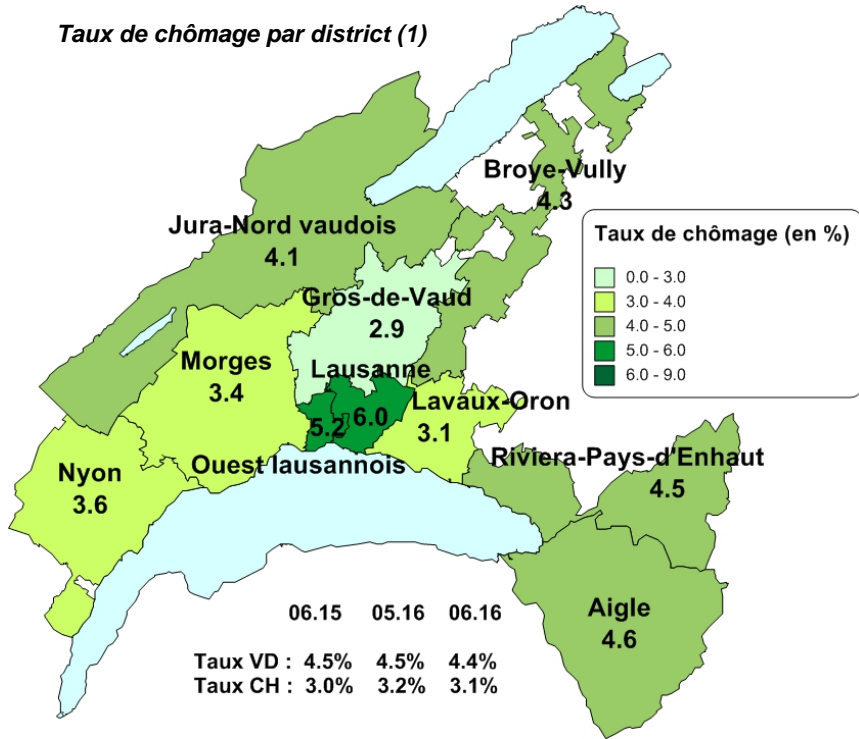 Taux de chômage par district (1)
Broye-Vully
4.3
Jura-Nord vaudois
4.1
Taux de chômage (en %)
0.0 - 3.0
3.0 - 4.0
4.0 - 5.0
5.0 - 6.0
6.0 - 9.0
Gros-de-Vaud
2.9
Morges
3.4
Lausanne
6.0
5.2
Ouest lausannois
Lavaux-Oron
3.1
Nyon
3.6
Riviera-Pays-d'Enhaut
4.5
Aigle
4.6
06.15 05.16 06.16
Taux VD : 4.5% 4.5% 4.4%
Taux CH : 3.0% 3.2% 3.1%